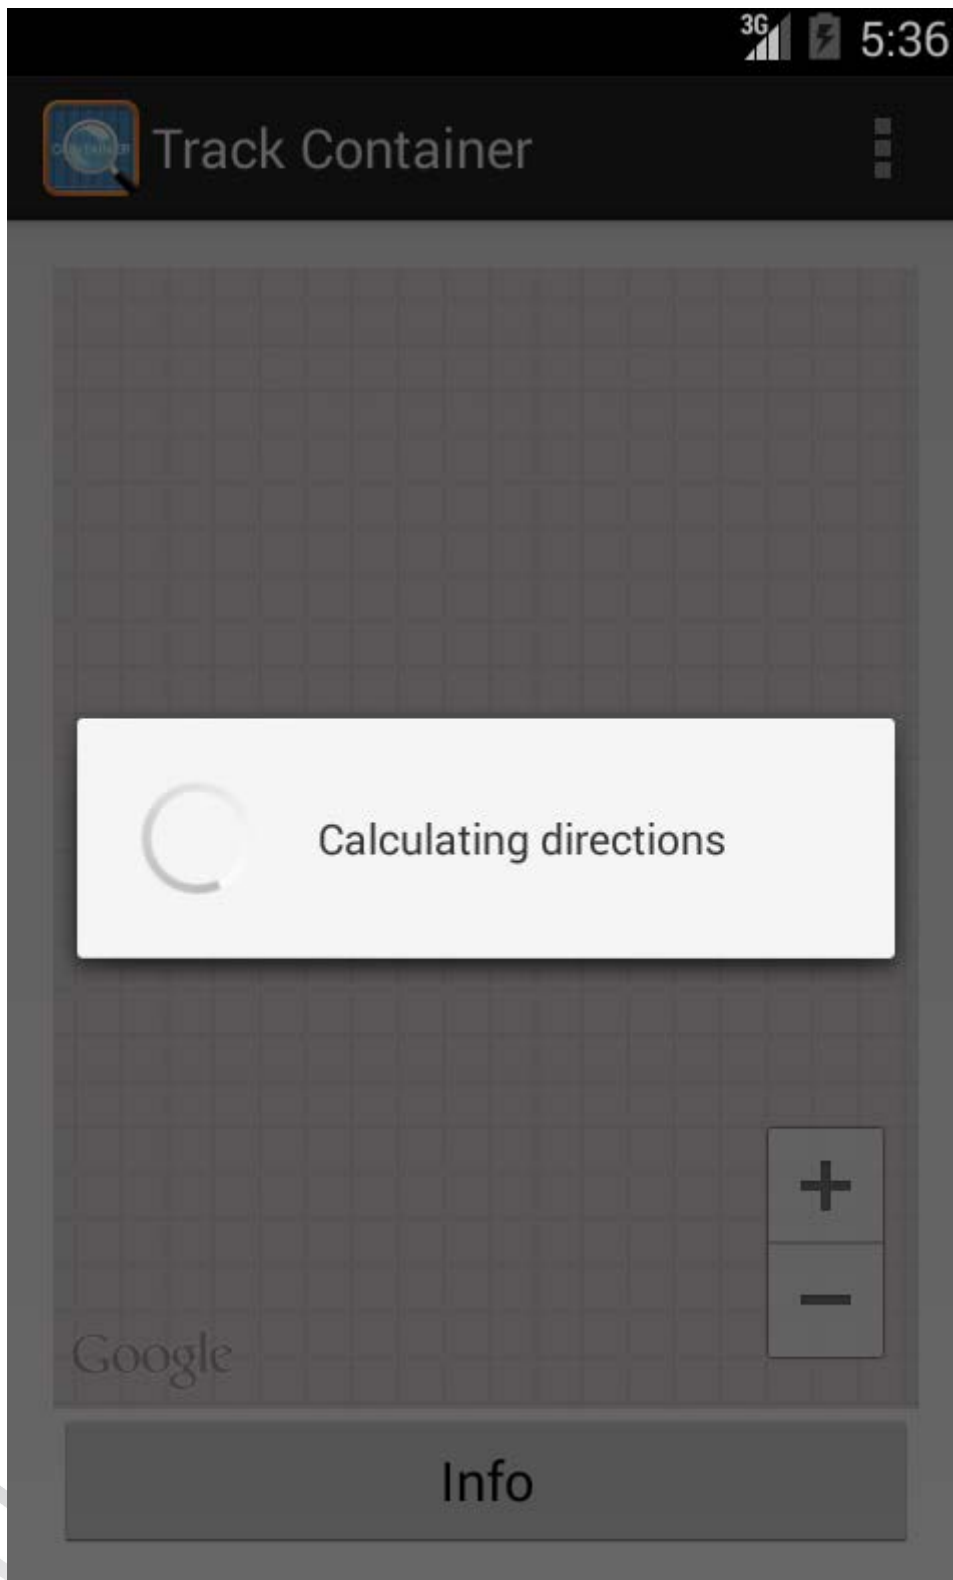 3G 5:36
Track Container
Calculating directions
+
−
Google
Info